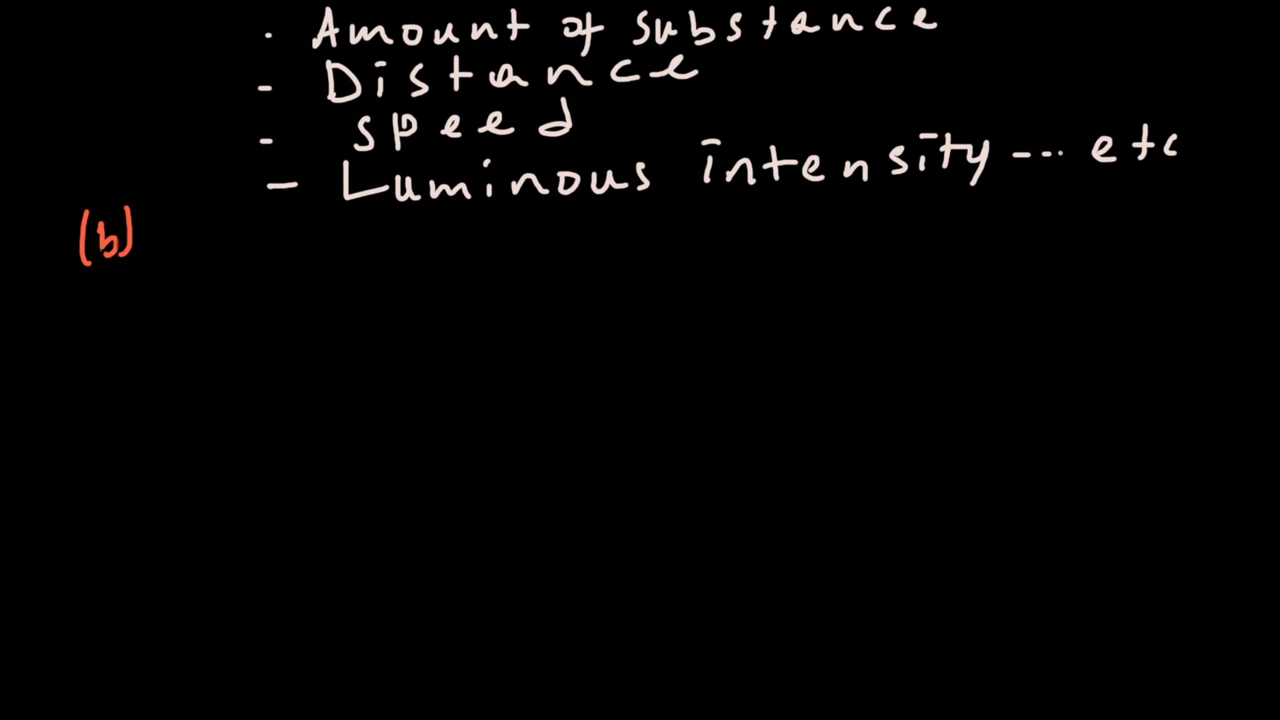 · Amount of substance
- Distance
- speed
- Luminous intensity --- etc
(b)